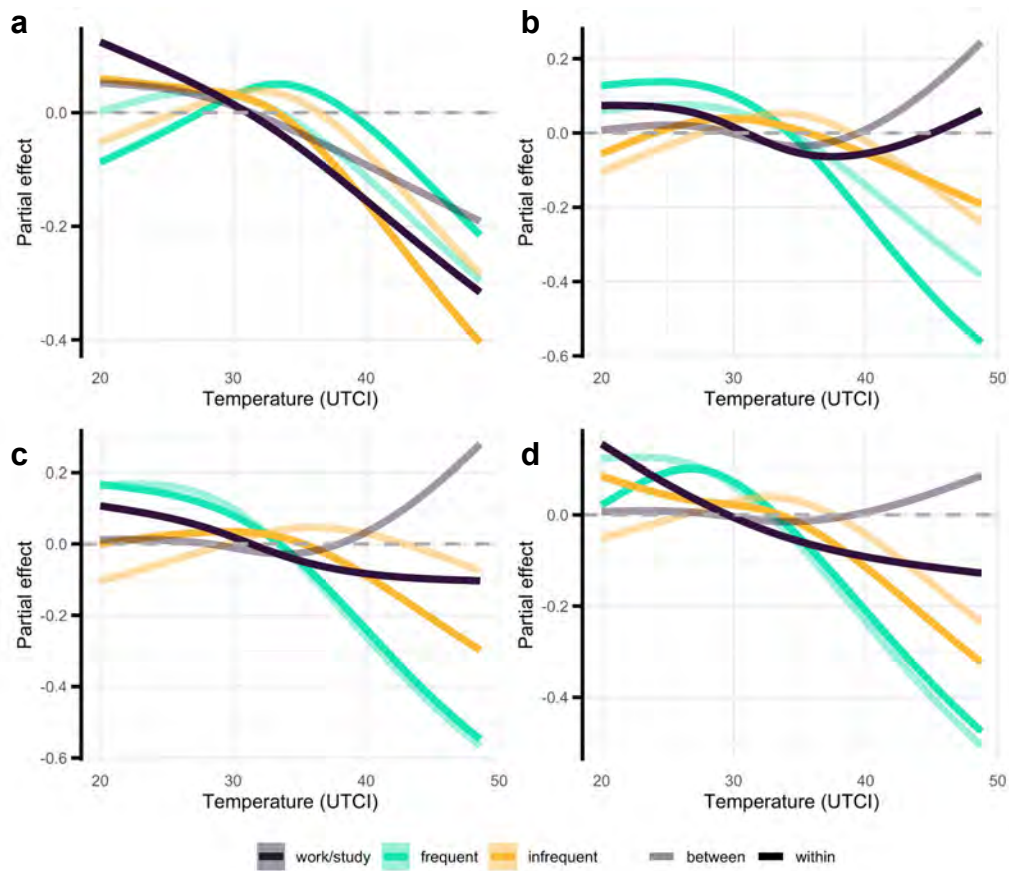 a
Partial effect
0.0
-0.2
-0.4
20
30
40
Temperature (UTCI)
b
Partial effect
0.2
0.0
-0.2
-0.4
-0.6
20
30
40
50
Temperature (UTCI)
c
Partial effect
0.2
0.0
-0.2
-0.4
-0.6
20
30
40
50
Temperature (UTCI)
d
Partial effect
0.0
-0.2
-0.4
20
30
40
50
Temperature (UTCI)
work/study frequent infrequent between within